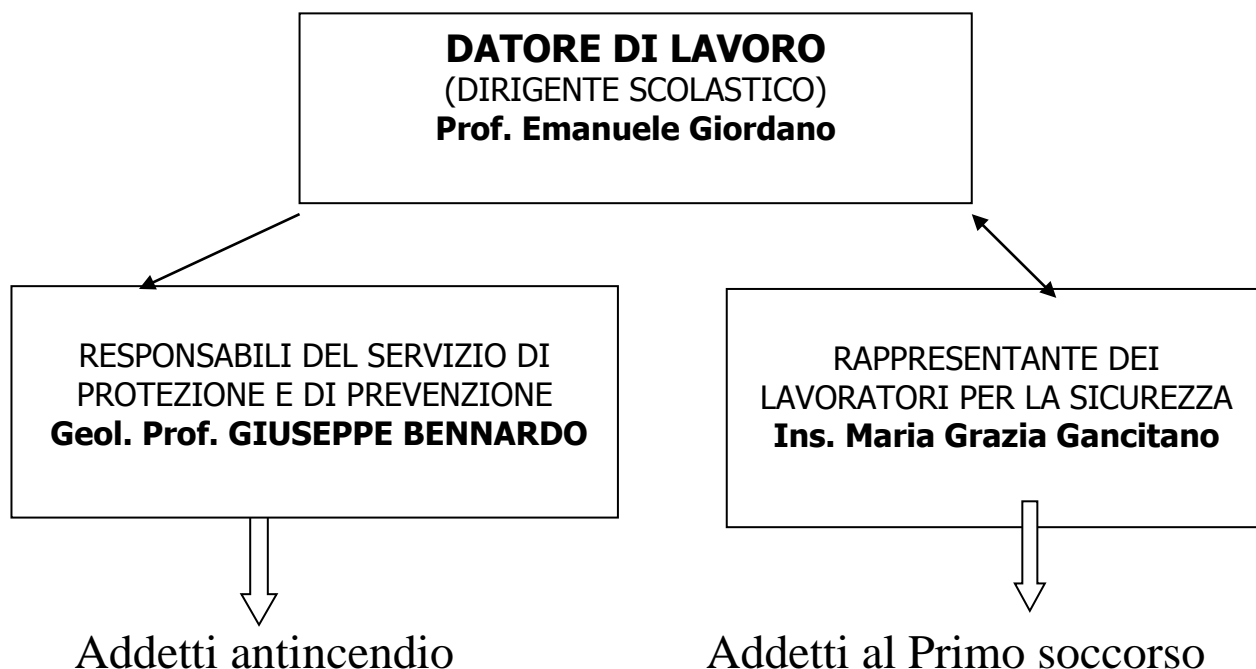 DATORE DI LAVORO
(DIRIGENTE SCOLASTICO)
Prof. Emanuele Giordano
RESPONSABILI DEL SERVIZIO DI
PROTEZIONE E DI PREVENZIONE
Geol. Prof. GIUSEPPE BENNARDO
RAPPRESENTANTE DEI
LAVORATORI PER LA SICUREZZA
Ins. Maria Grazia Gancitano
Addetti antincendio
Addetti al Primo soccorso